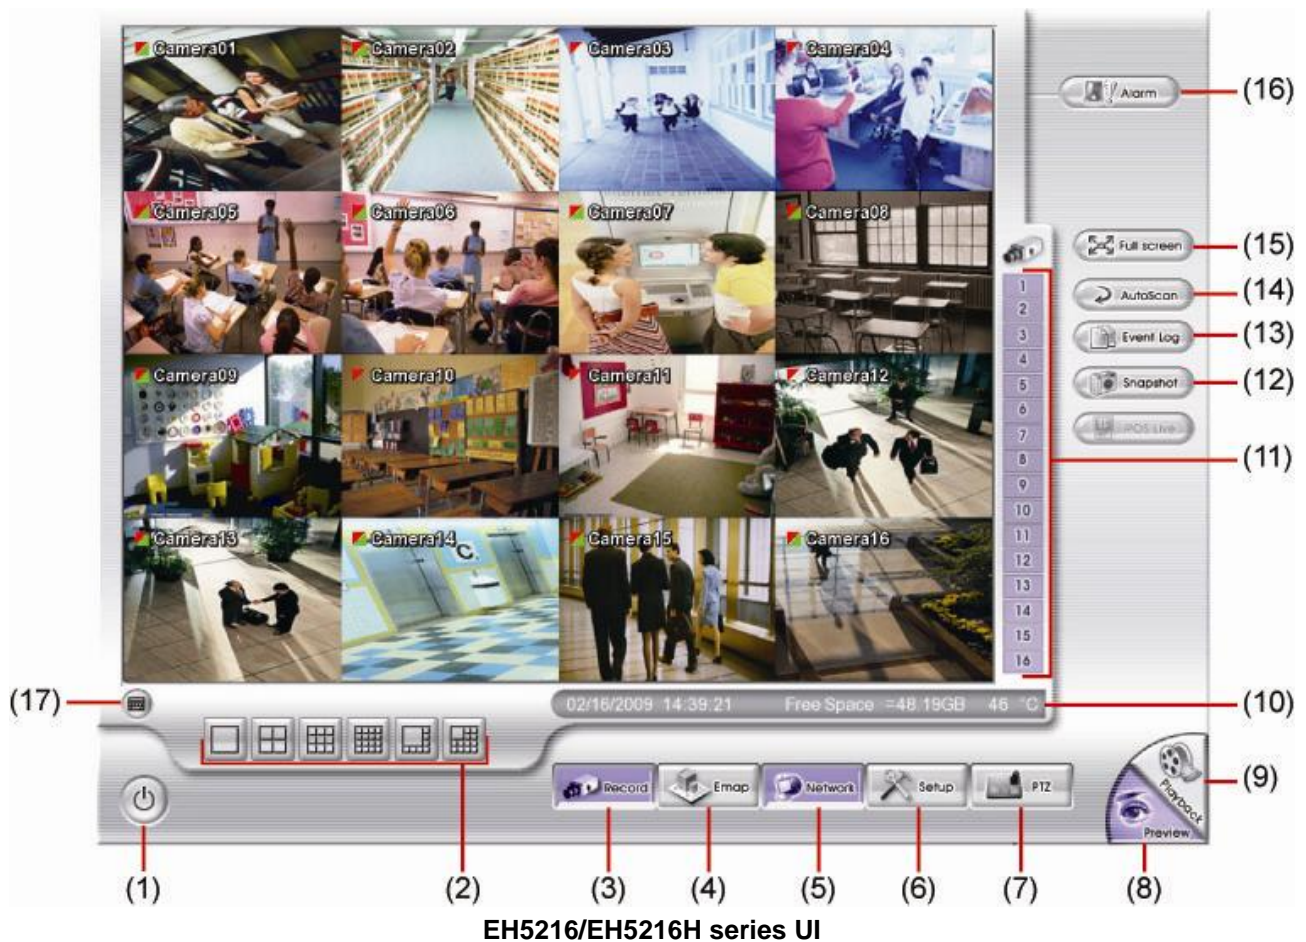 Camera01 Camera02 Camera03 Camera04
Alarm (16)
Camera05 Camera06 Camera07 Camera08
Full screen (15)
1
AutoScan (14)
2
3
Event Log (13)
4
Camera09 Camera10 Camera11 Camera12
5
Snapshot (12)
6
7
POS Live
8
(11)
9
10
11
Camera13 Camera14 Camera15 Camera16
C.
12
13
14
15
16
(17)
02/16/2009 14:39:21 Free Space =48.19GB 46 °C
(10)
Record Emap Network Setup PTZ
Playback
(9)
Preview
(1) (2) (3) (4) (5) (6) (7) (8)
EH5216/EH5216H series UI